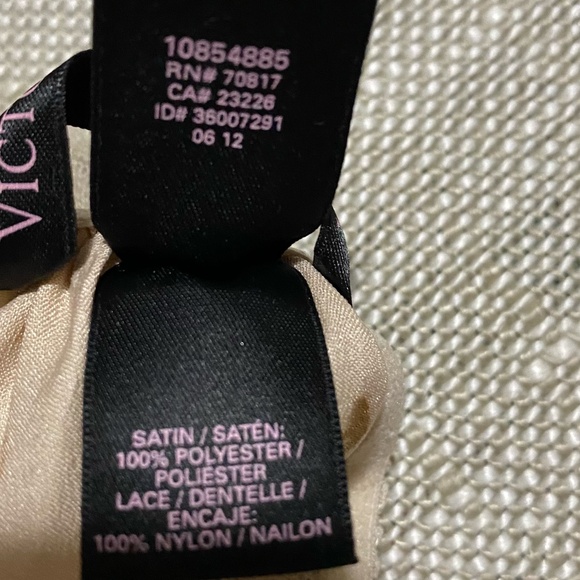 10854885
RN# 70817
CA# 23226
ID# 36007291
06 12
VICTO
SATIN / SATÉN:
100% POLYESTER /
POLIÉSTER
LACE / DENTELLE /
ENCAJE:
100% NYLON / NAILON